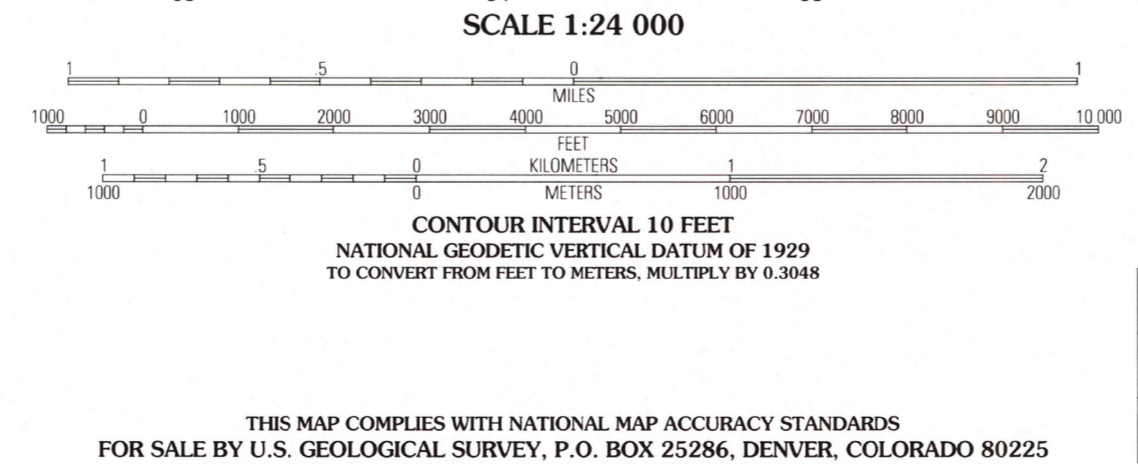 SCALE 1:24 000
1 .5 0 1
MILES
1000 0 1000 2000 3000 4000 5000 6000 7000 8000 9000 10 000
FEET
1 .5 0 KILOMETERS 1 2
1000 0 METERS 1000 2000
CONTOUR INTERVAL 10 FEET
NATIONAL GEODETIC VERTICAL DATUM OF 1929
TO CONVERT FROM FEET TO METERS, MULTIPLY BY 0.3048
THIS MAP COMPLIES WITH NATIONAL MAP ACCURACY STANDARDS
FOR SALE BY U.S. GEOLOGICAL SURVEY, P.O. BOX 25286, DENVER, COLORADO 80225